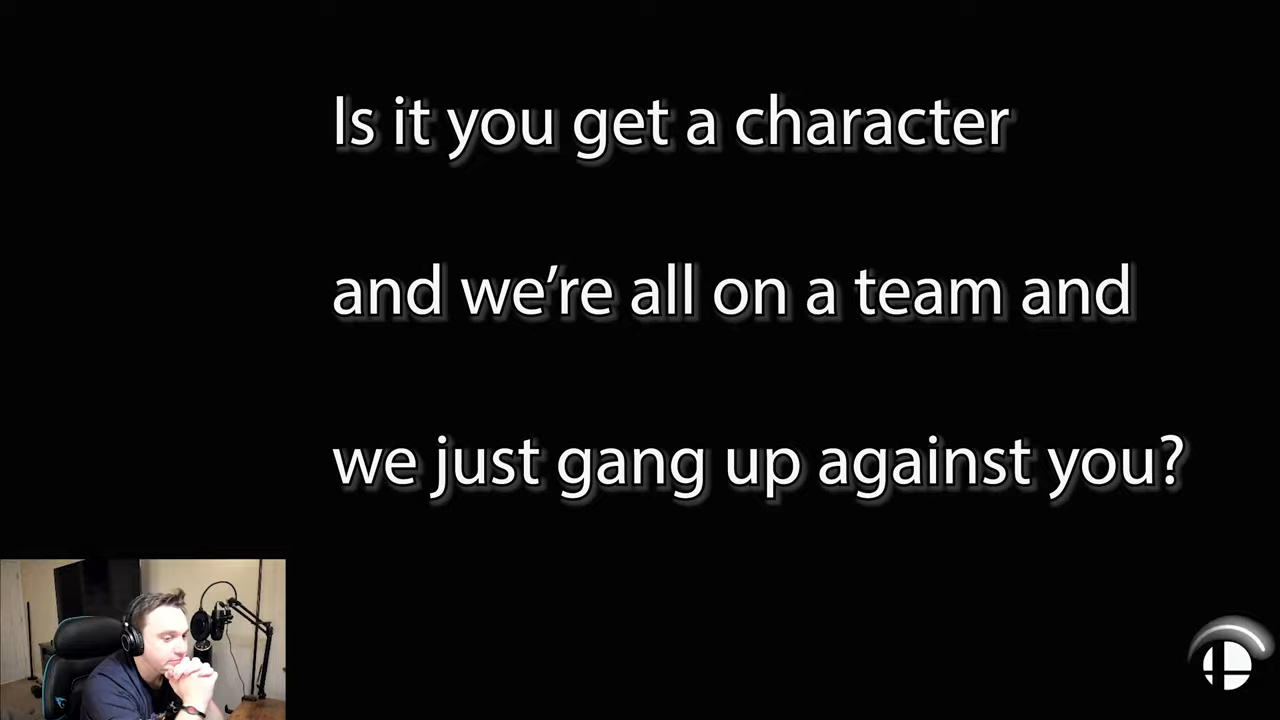 Is it you get a character
and we’re all on a team and
we just gang up against you?